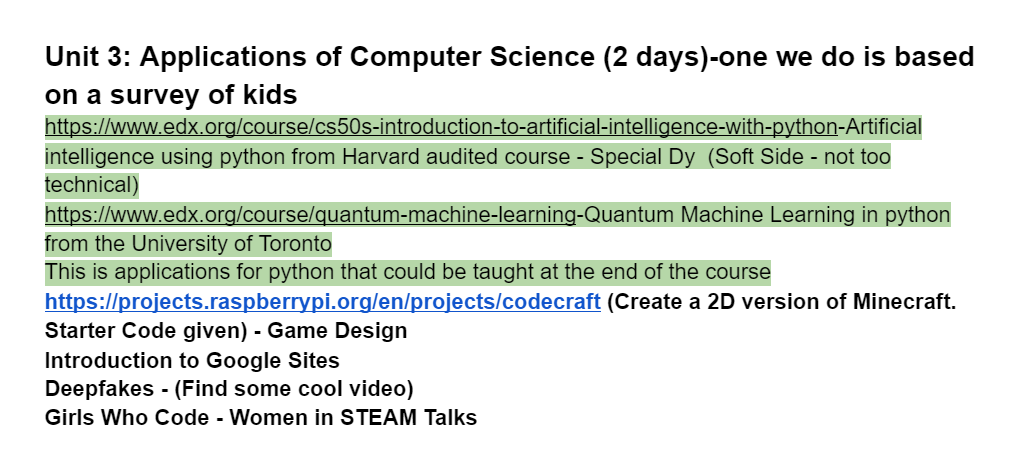 Unit 3: Applications of Computer Science (2 days)-one we do is based
on a survey of kids
https://www.edx.org/course/cs50s-introduction-to-artificial-intelligence-with-python-Artificial
intelligence using python from Harvard audited course - Special Dy  (Soft Side - not too
technical)
https://www.edx.org/course/quantum-machine-learning-Quantum Machine Learning in python
from the University of Toronto
This is applications for python that could be taught at the end of the course
https://projects.raspberrypi.org/en/projects/codecraft (Create a 2D version of Minecraft.
Starter Code given) - Game Design
Introduction to Google Sites
Deepfakes - (Find some cool video)
Girls Who Code - Women in STEAM Talks